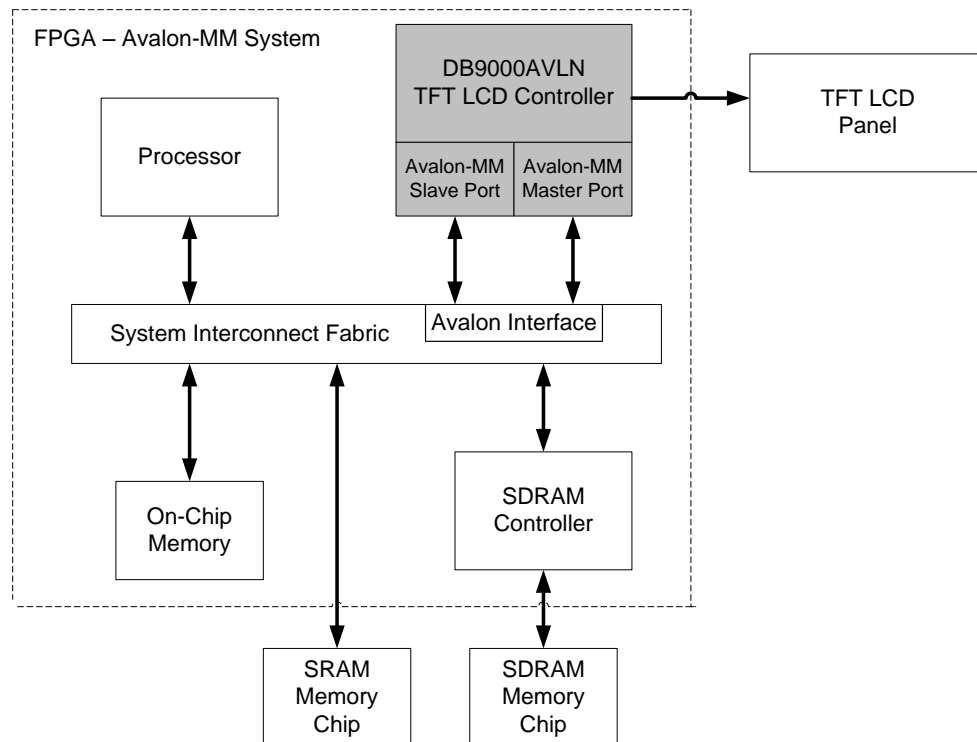 FPGA – Avalon-MM System
DB9000AVLN
TFT LCD Controller
TFT LCD
Panel
Processor
Avalon-MM
Slave Port
Avalon-MM
Master Port
Avalon Interface
System Interconnect Fabric
On-Chip
Memory
SDRAM
Controller
SRAM
Memory
Chip
SDRAM
Memory
Chip